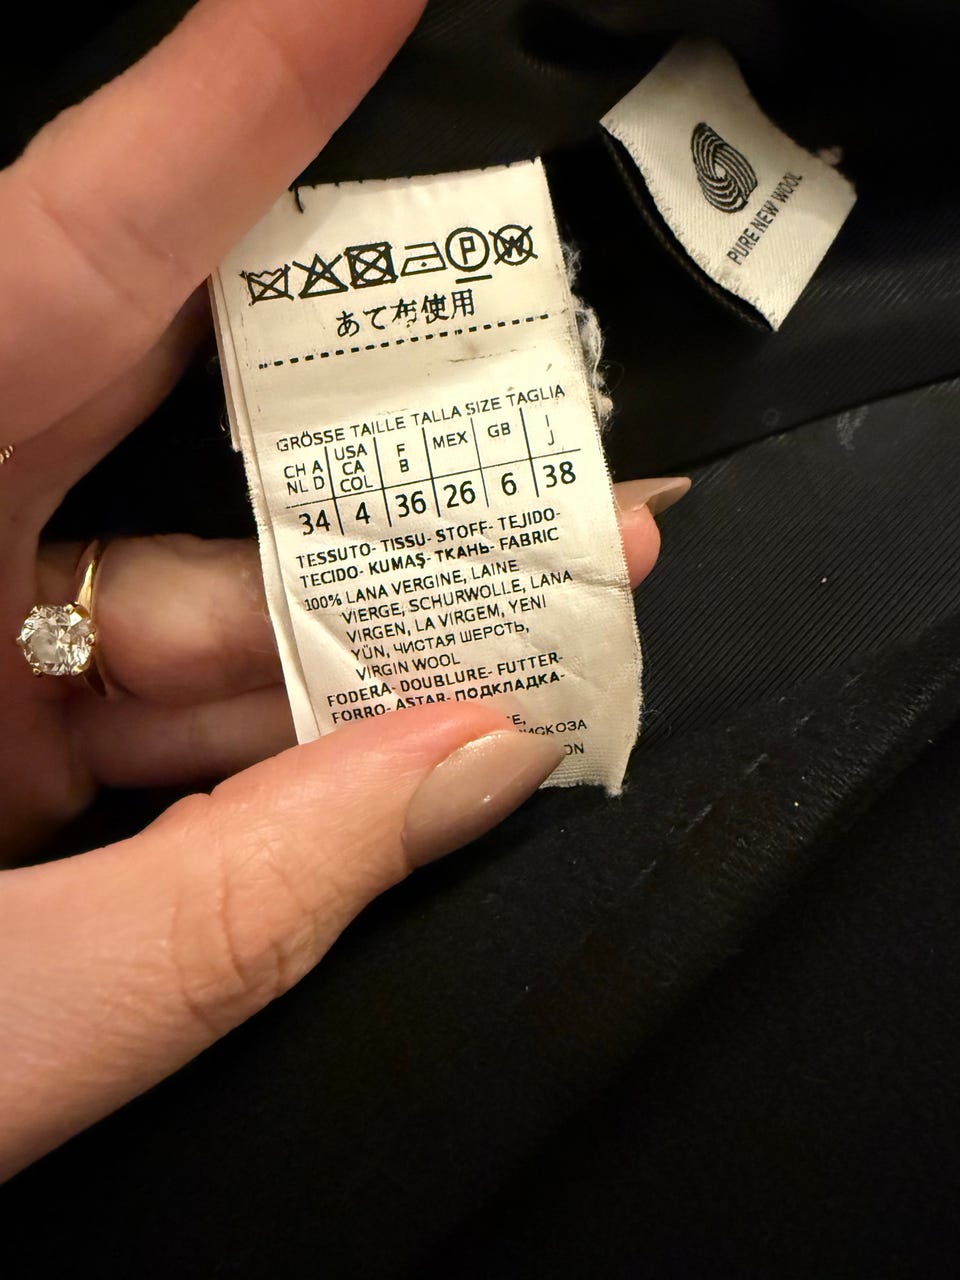 P W
あて布使用
GRÖSSE TAILLE TALLA SIZE TAGLIA
CH A NL D USA CA COL F B MEX GB I J
34 4 36 26 6 38
TESSUTO- TISSU- STOFF- TEJIDO-
TECIDO- KUMAŞ- ТКАНЬ- FABRIC
100% LANA VERGINE, LAINE
VIERGE, SCHURWOLLE, LANA
VIRGEN, LA VIRGEM, YENI
YÜN, ЧИСТАЯ ШЕРСТЬ,
VIRGIN WOOL
FODERA- DOUBLURE- FUTTER-
FORRO- ASTAR- ПОДКЛАДКА-
PURE NEW WOOL